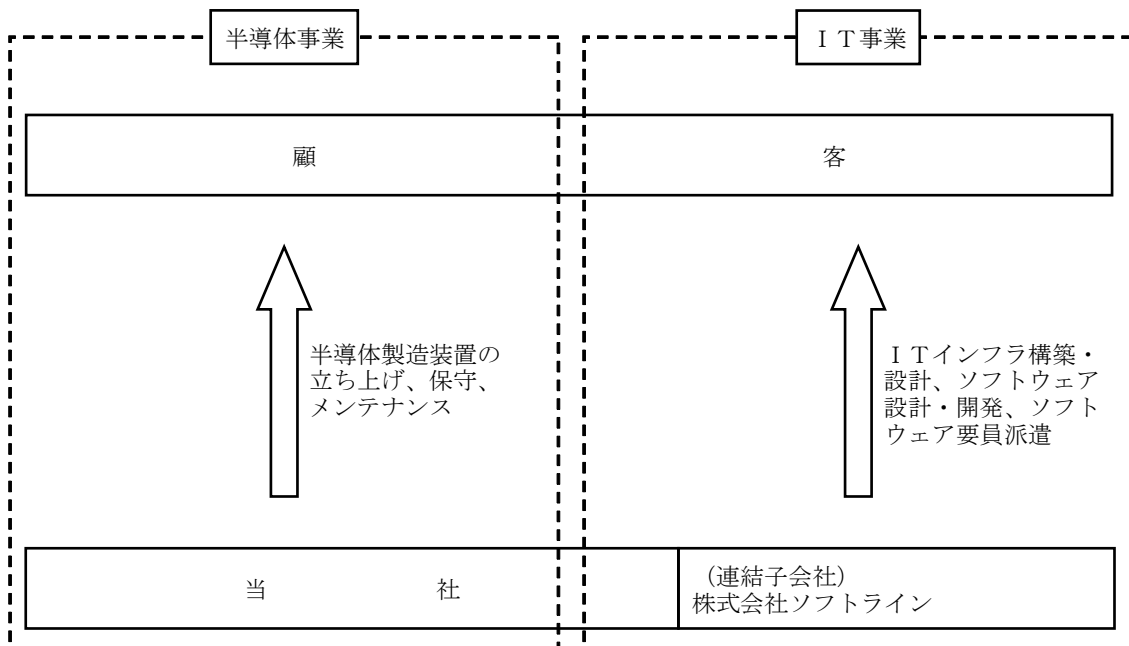 半導体事業
ＩＴ事業
顧客
半導体製造装置の
立ち上げ、保守、
メンテナンス
ＩＴインフラ構築・
設計、ソフトウェア
設計・開発、ソフト
ウェア要員派遣
当社
（連結子会社）
株式会社ソフトライン